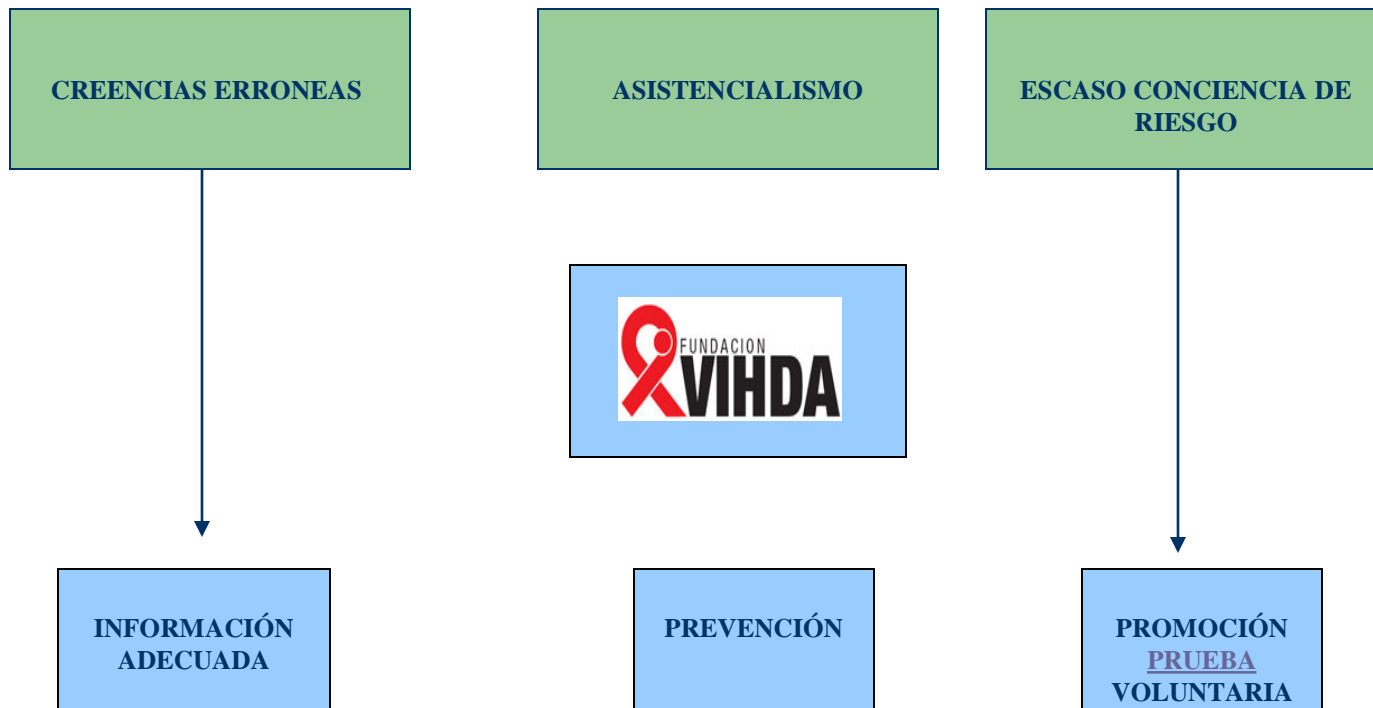 CREENCIAS ERRONEAS
ASISTENCIALISMO
ESCASO CONCIENCIA DE
RIESGO
FUNDACION
VIHDA
INFORMACIÓN
ADECUADA
PREVENCIÓN
PROMOCIÓN
PRUEBA
VOLUNTARIA